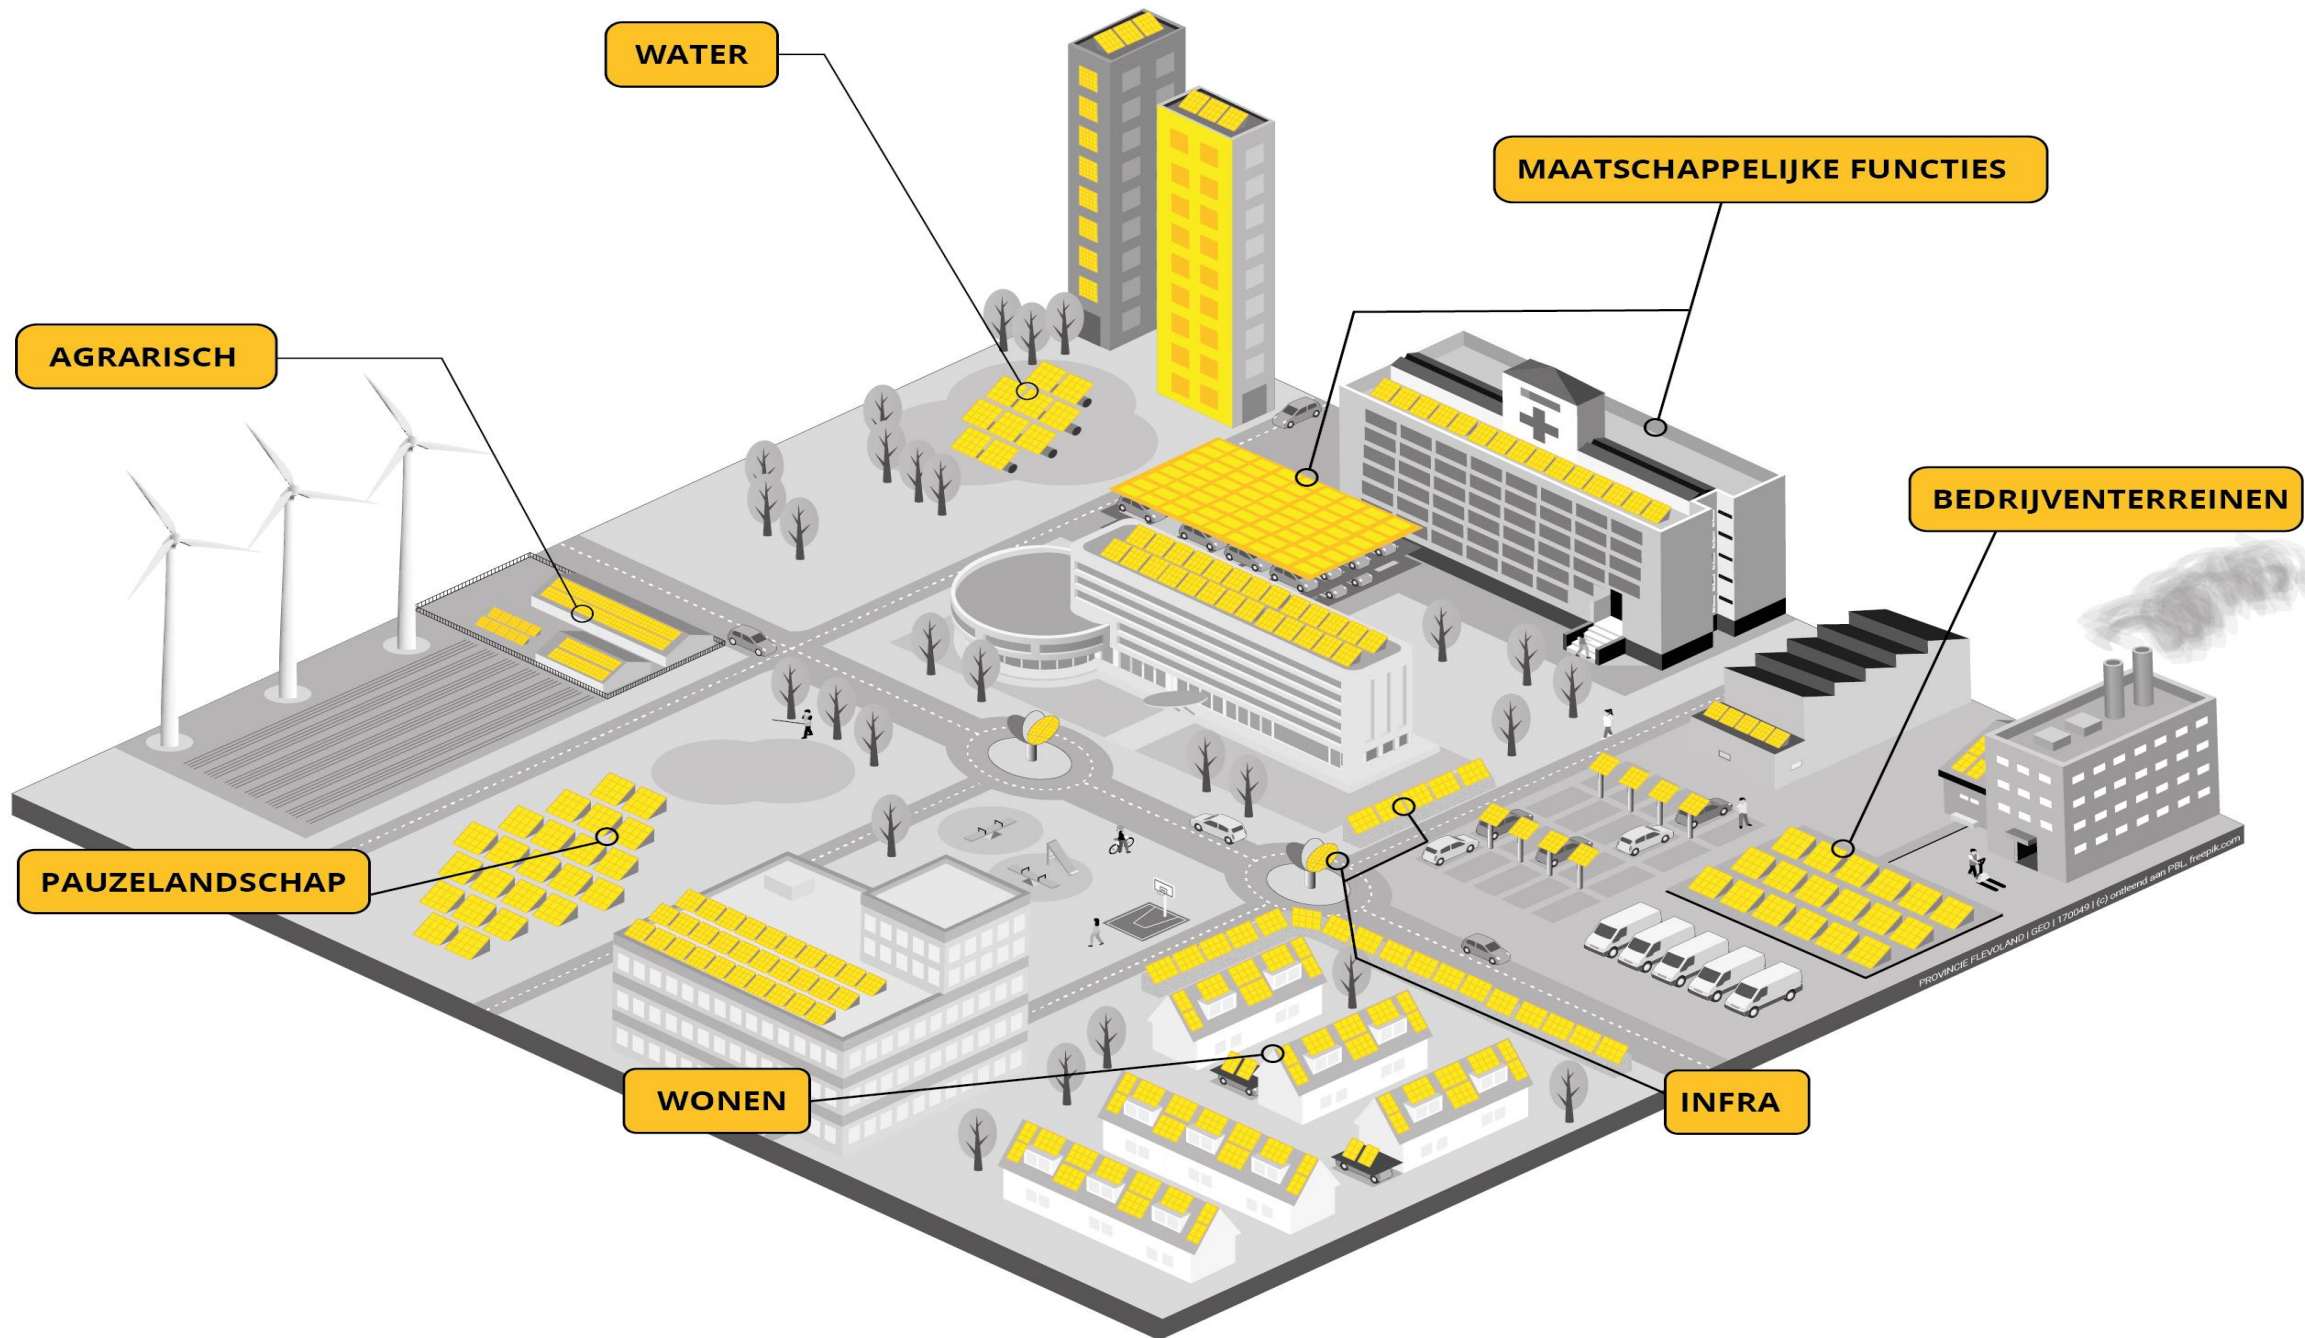 WATER
MAATSCHAPPELIJKE FUNCTIES
AGRARISCH
BEDRIJVENTERREINEN
PAUZELANDSCHAP
WONEN
INFRA
PROVINCIE FLEVOLAND | GEO | 170049 | (c) ontleend aan PBL, freepik.com